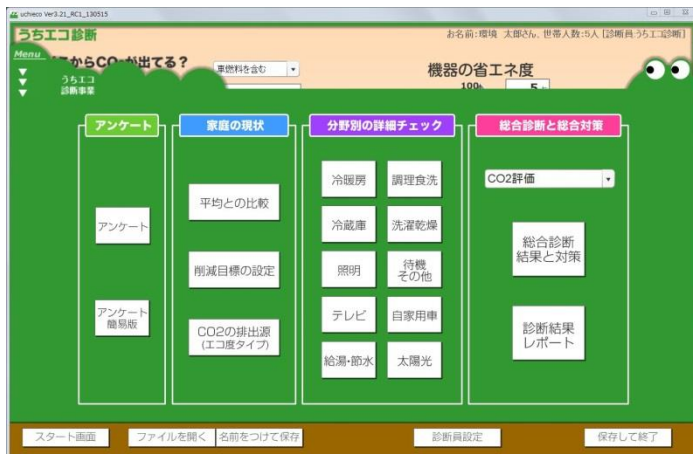 uchieco Ver3.21_RC1_130515
うちエコ診断
お名前:環境 太郎さん、世帯人数:5人 [診断員 うちエコ診断]
Menu
からCO₂が出てる?
車燃料を含む
機器の省エネ度
うちエコ
診断事業
100%
5
アンケート
家庭の現状
分野別の詳細チェック
総合診断と総合対策
アンケート
アンケート
簡易版
平均との比較
削減目標の設定
CO2の排出源
(エコ度タイプ)
冷暖房
調理食洗
冷蔵庫
洗濯乾燥
照明
待機
その他
テレビ
自家用車
給湯・節水
太陽光
CO2評価
総合診断
結果と対策
診断結果
レポート
スタート画面
ファイルを開く
名前をつけて保存
診断員設定
保存して終了